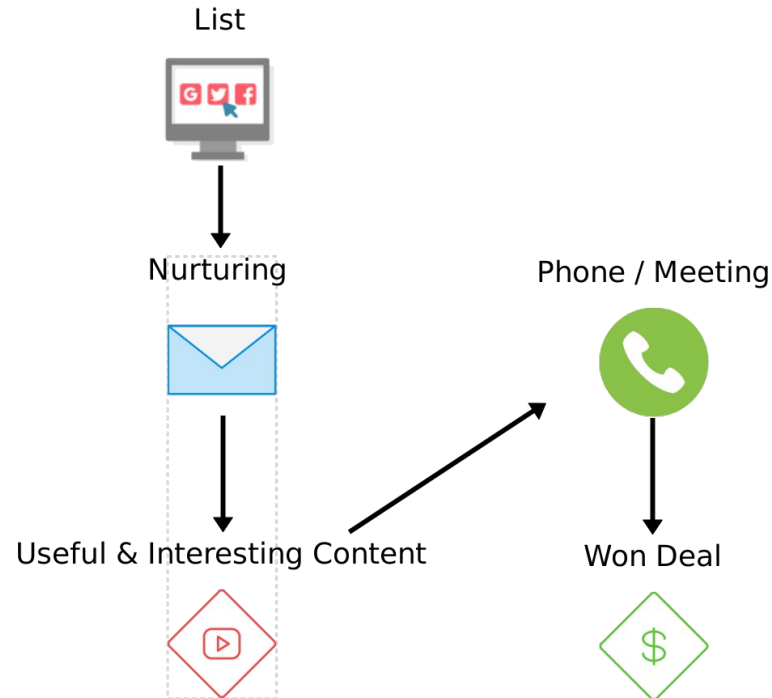 List
Nurturing
Phone / Meeting
Useful & Interesting Content
Won Deal
$